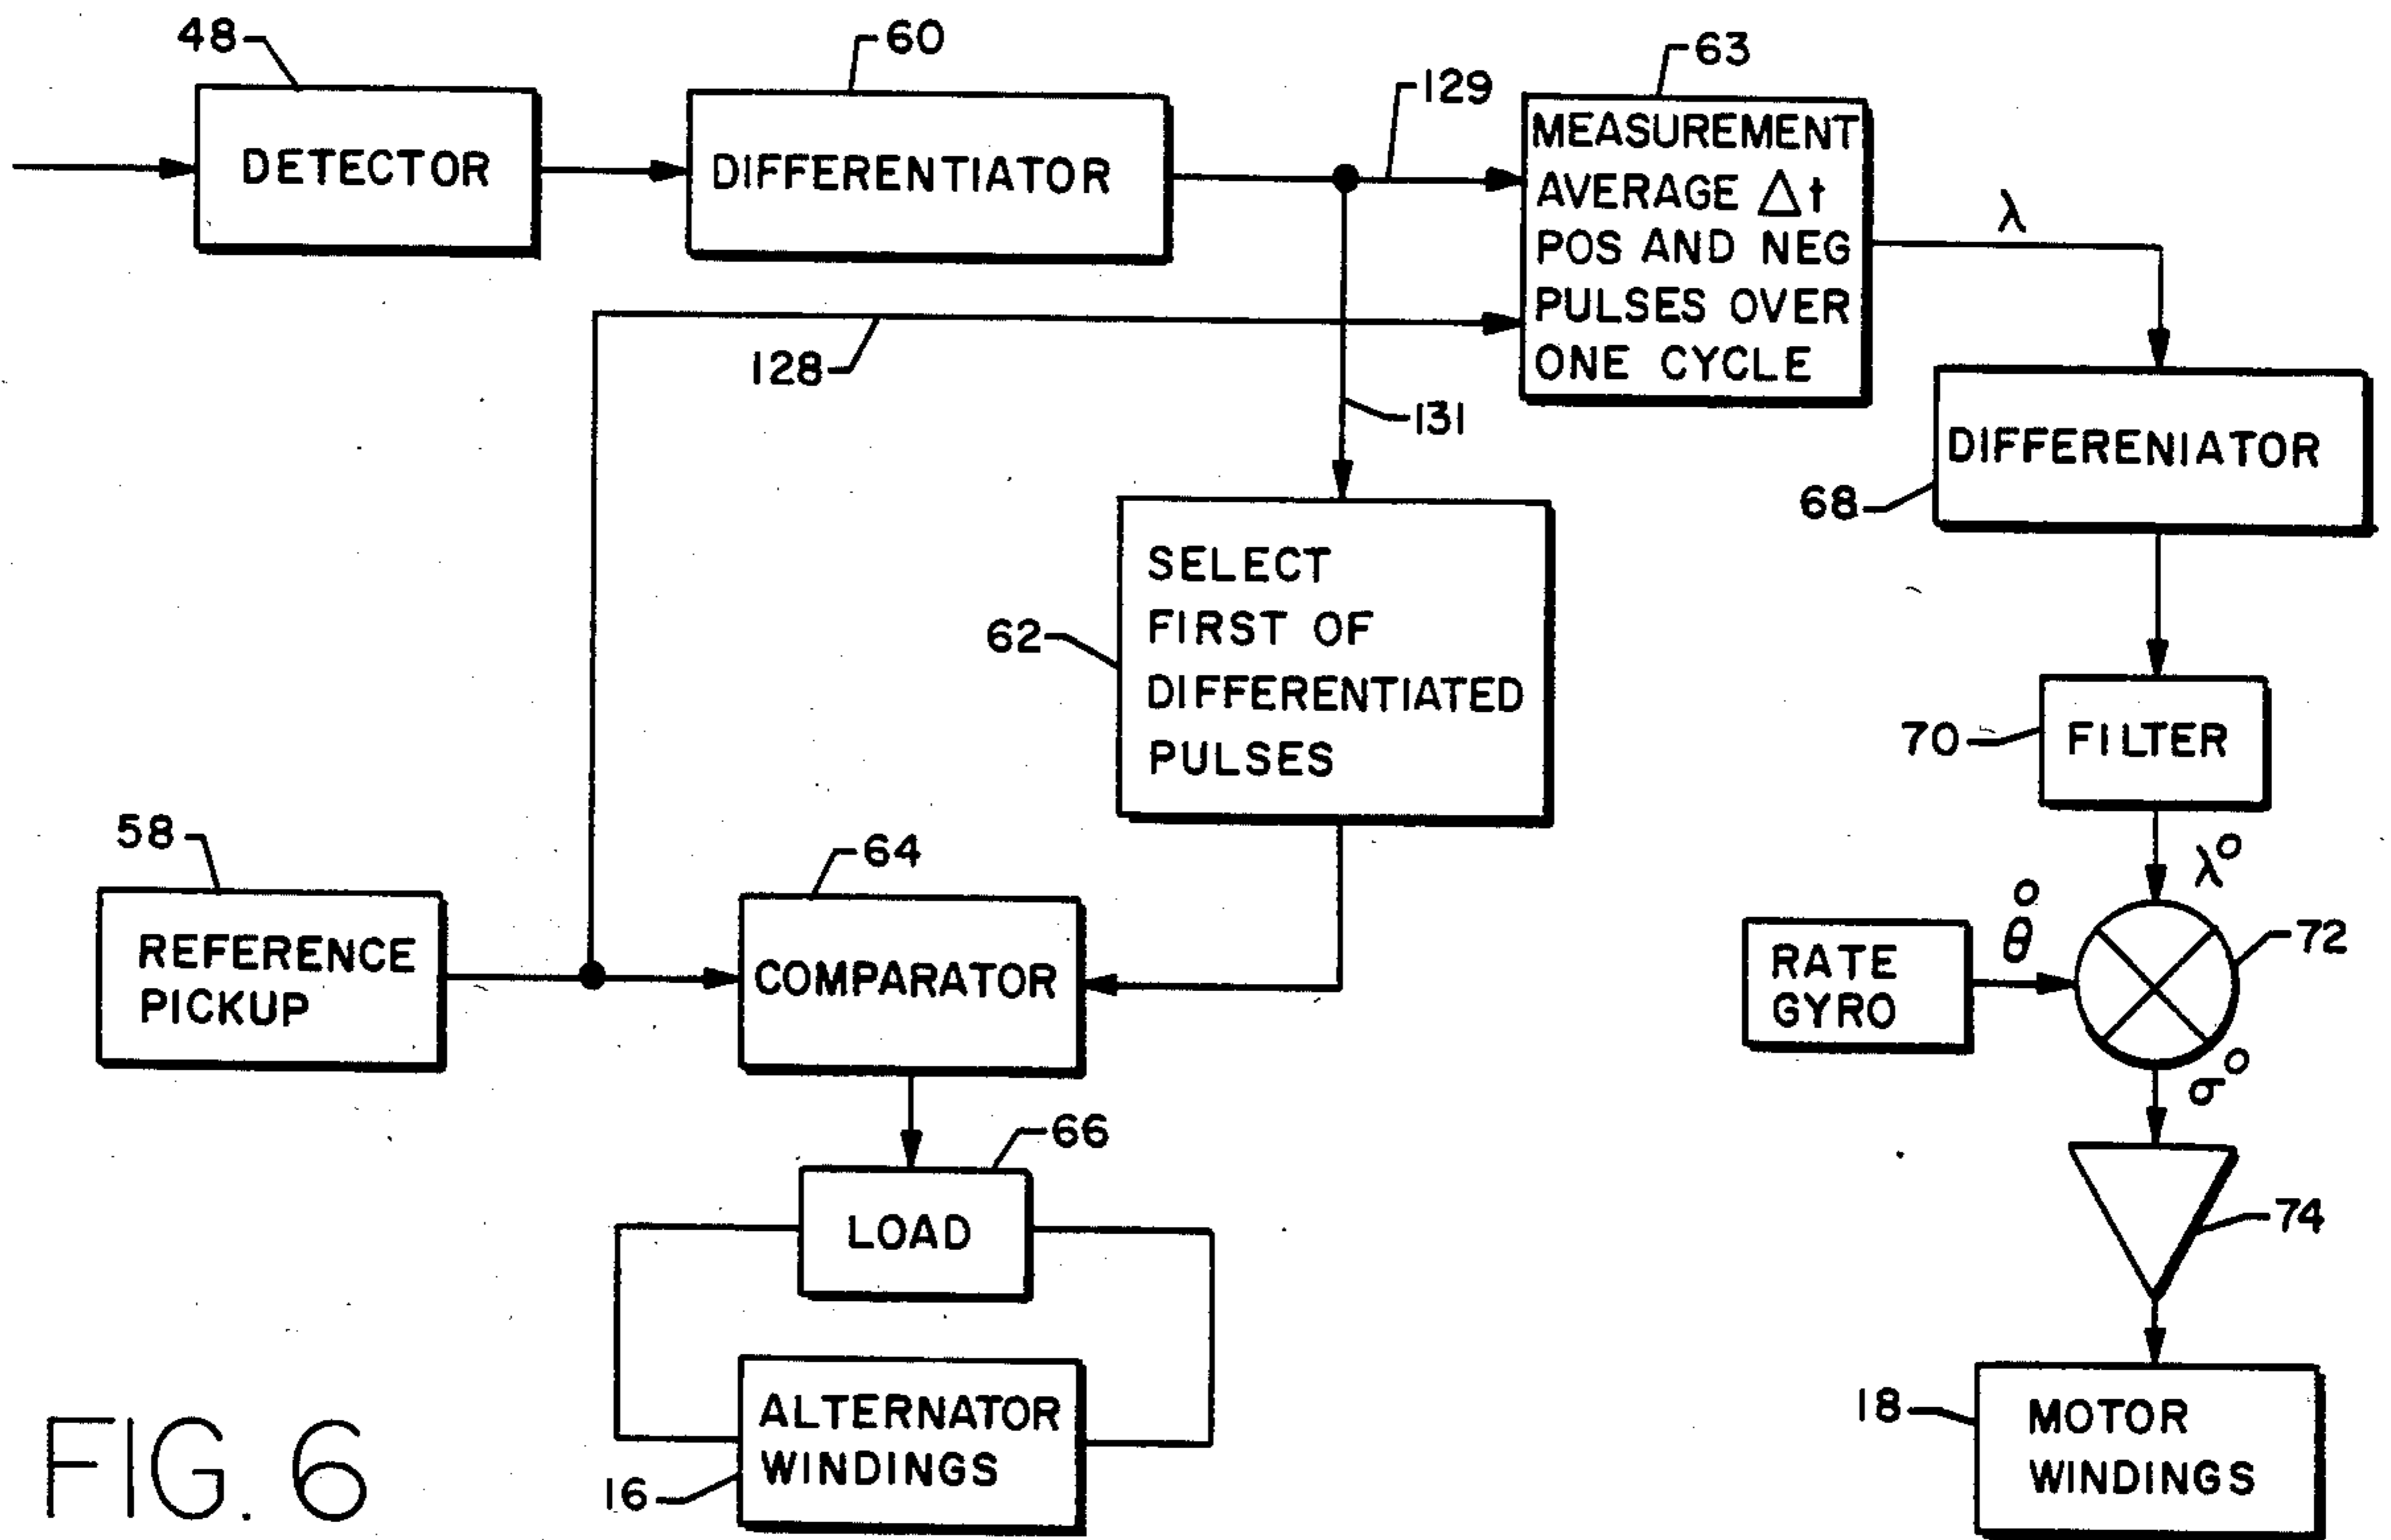 48
60
63
129
DETECTOR
DIFFERENTIATOR
MEASUREMENT
AVERAGE Δt
POS AND NEG
PULSES OVER
ONE CYCLE
λ
128
131
DIFFERENIATOR
68
SELECT
FIRST OF
DIFFERENTIATED
PULSES
62
70
FILTER
58
64
REFERENCE
PICKUP
COMPARATOR
λ°
θ°
RATE
GYRO
72
σ°
66
LOAD
74
ALTERNATOR
WINDINGS
16
18
MOTOR
WINDINGS
FIG. 6